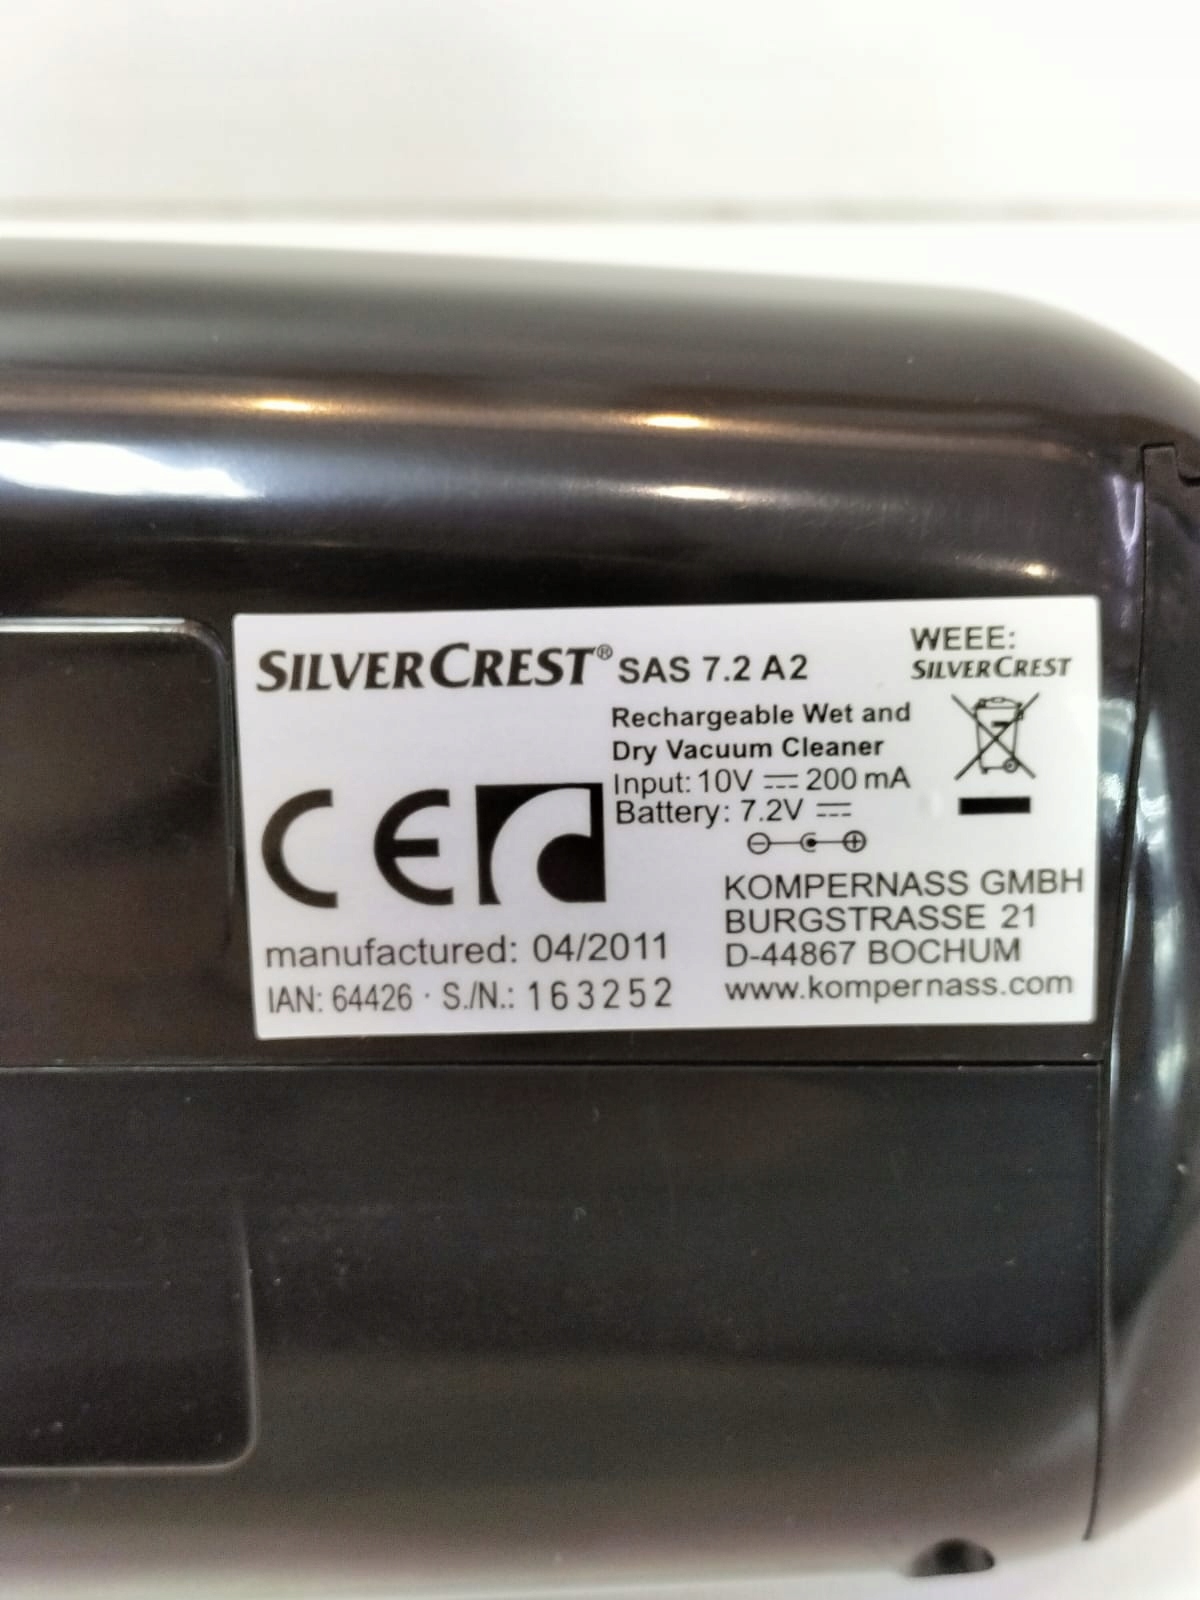 SILVERCREST® SAS 7.2 A2
WEEE:
SILVERCREST
Rechargeable Wet and
Dry Vacuum Cleaner
Input: 10V ⎓ 200 mA
Battery: 7.2V ⎓
CE
KOMPERNASS GMBH
BURGSTRASSE 21
D-44867 BOCHUM
www.kompernass.com
manufactured: 04/2011
IAN: 64426 · S./N.: 163252